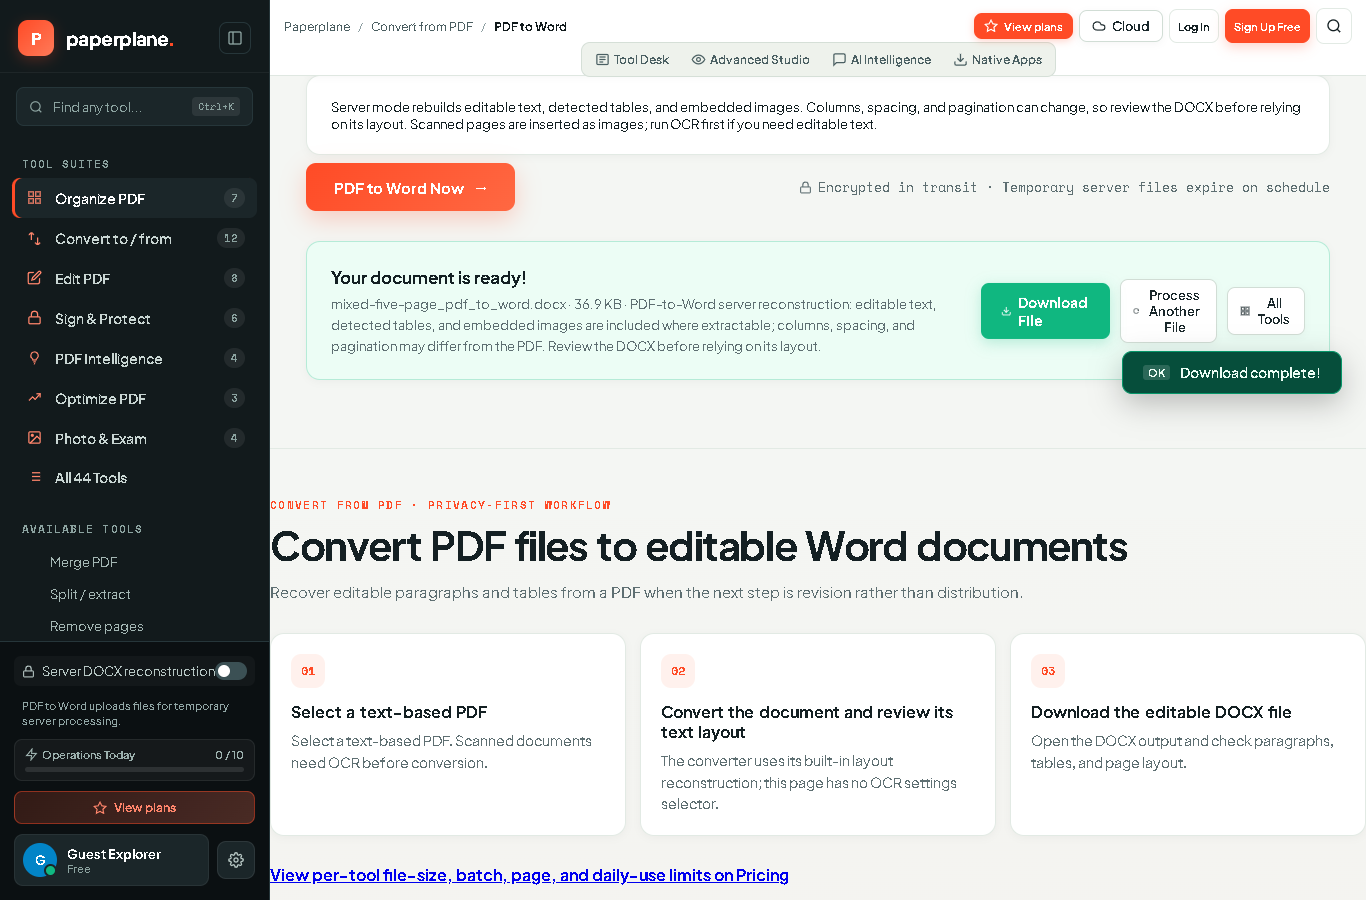 P paperplane.
Find any tool... Ctrl+K
TOOL SUITES
Organize PDF 7
Convert to / from 12
Edit PDF 8
Sign & Protect 6
PDF Intelligence 4
Optimize PDF 3
Photo & Exam 4
All 44 Tools
AVAILABLE TOOLS
Merge PDF
Split / extract
Remove pages
Server DOCX reconstruction
PDF to Word uploads files for temporary
server processing.
Operations Today 0 / 10
View plans
G Guest Explorer
Free
Paperplane / Convert from PDF / PDF to Word
View plans
Cloud
Log In
Sign Up Free
Tool Desk
Advanced Studio
AI Intelligence
Native Apps
Server mode rebuilds editable text, detected tables, and embedded images. Columns, spacing, and pagination can change, so review the DOCX before relying
on its layout. Scanned pages are inserted as images; run OCR first if you need editable text.
PDF to Word Now →
Encrypted in transit · Temporary server files expire on schedule
Your document is ready!
mixed-five-page_pdf_to_word.docx · 36.9 KB · PDF-to-Word server reconstruction: editable text,
detected tables, and embedded images are included where extractable; columns, spacing, and
pagination may differ from the PDF. Review the DOCX before relying on its layout.
Download
File
Process
Another
File
All
Tools
OK Download complete!
CONVERT FROM PDF · PRIVACY-FIRST WORKFLOW
Convert PDF files to editable Word documents
Recover editable paragraphs and tables from a PDF when the next step is revision rather than distribution.
01
Select a text-based PDF
Select a text-based PDF. Scanned documents
need OCR before conversion.
02
Convert the document and review its
text layout
The converter uses its built-in layout
reconstruction; this page has no OCR settings
selector.
03
Download the editable DOCX file
Open the DOCX output and check paragraphs,
tables, and page layout.
View per-tool file-size, batch, page, and daily-use limits on Pricing